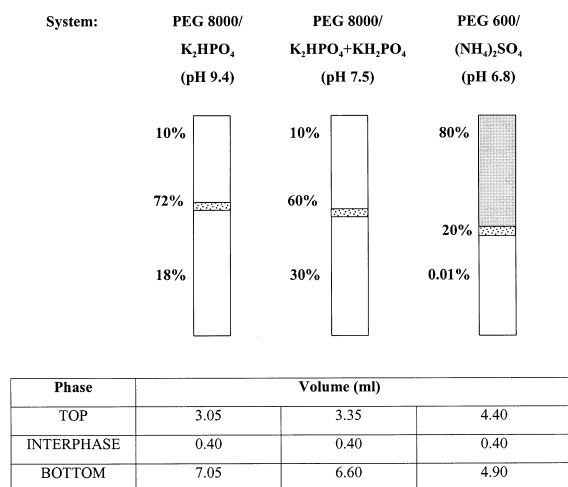 System: PEG 8000/ PEG 8000/ PEG 600/
K₂HPO₄ K₂HPO₄+KH₂PO₄ (NH₄)₂SO₄
(pH 9.4) (pH 7.5) (pH 6.8)
10% 10% 80%
72% 60% 20%
18% 30% 0.01%
Phase Volume (ml)
TOP 3.05 3.35 4.40
INTERPHASE 0.40 0.40 0.40
BOTTOM 7.05 6.60 4.90